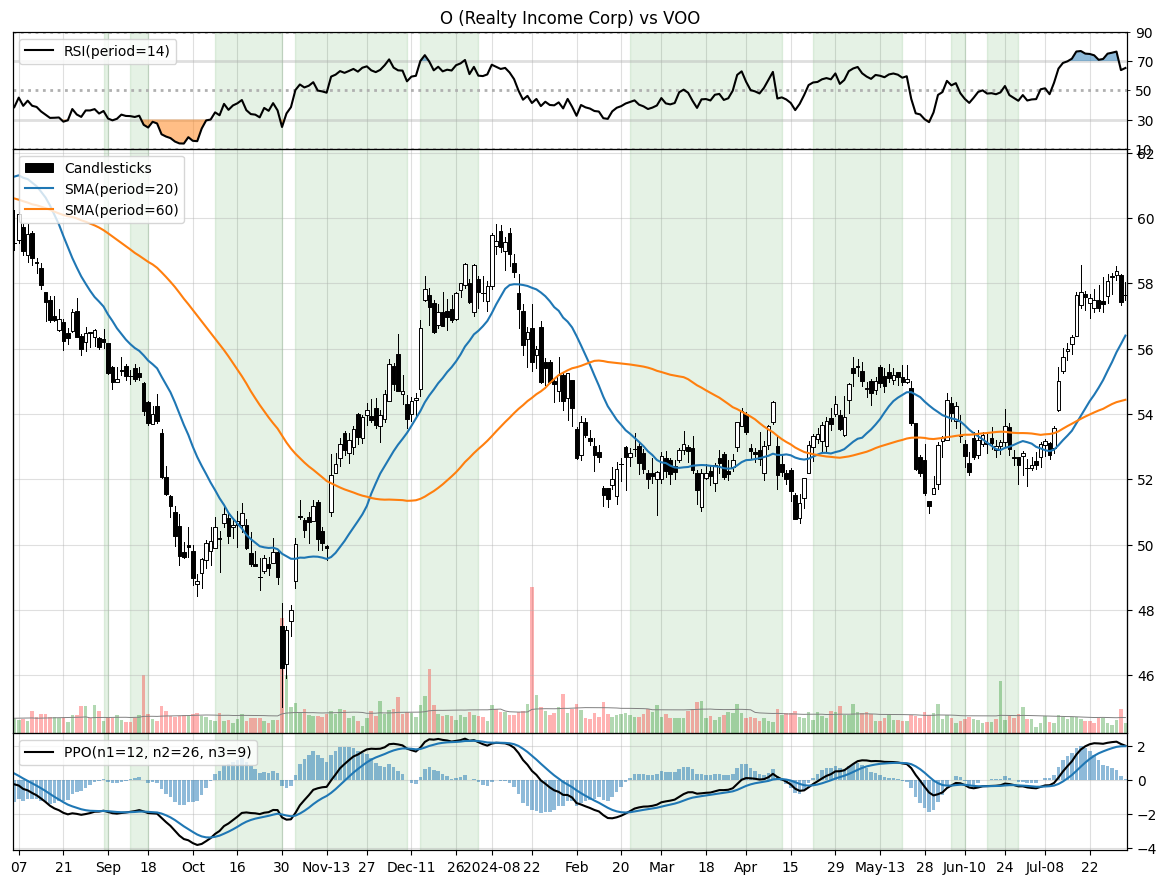 O (Realty Income Corp) vs VOO
RSI(period=14)
90
70
50
30
10
Candlesticks
SMA(period=20)
SMA(period=60)
62
60
58
56
54
52
50
48
46
PPO(n1=12, n2=26, n3=9)
2
0
−2
−4
07 21 Sep 18 Oct 16 30 Nov-13 27 Dec-11 26 2024-08 22 Feb 20 Mar 18 Apr 15 29 May-13 28 Jun-10 24 Jul-08 22